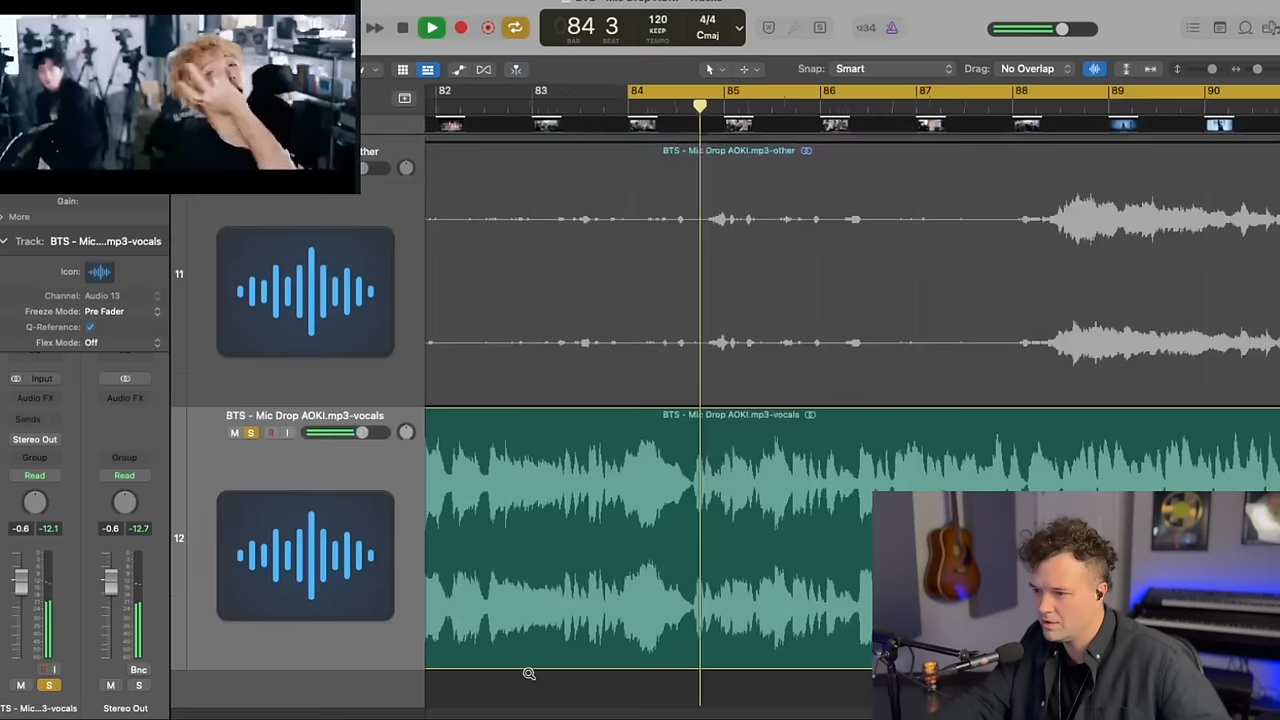 84 3
BAR BEAT
120
KEEP
TEMPO
4/4
Cmaj
1234
Snap: Smart
Drag: No Overlap
82 83 84 85 86 87 88 89 90
ther
BTS - Mic Drop AOKI.mp3-other
Gain:
More
Track: BTS - Mic....mp3-vocals
Icon:
Channel: Audio 13
Freeze Mode: Pre Fader
Q-Reference:
Flex Mode: Off
11
Input
Audio FX Audio FX
Sends
Stereo Out
Group Group
Read Read
-0.6 -12.1 -0.6 -12.7
BTS - Mic Drop AOKI.mp3-vocals
M S R I
BTS - Mic Drop AOKI.mp3-vocals
12
R I Bnc
M S M S
TS - Mic...3-vocals Stereo Out